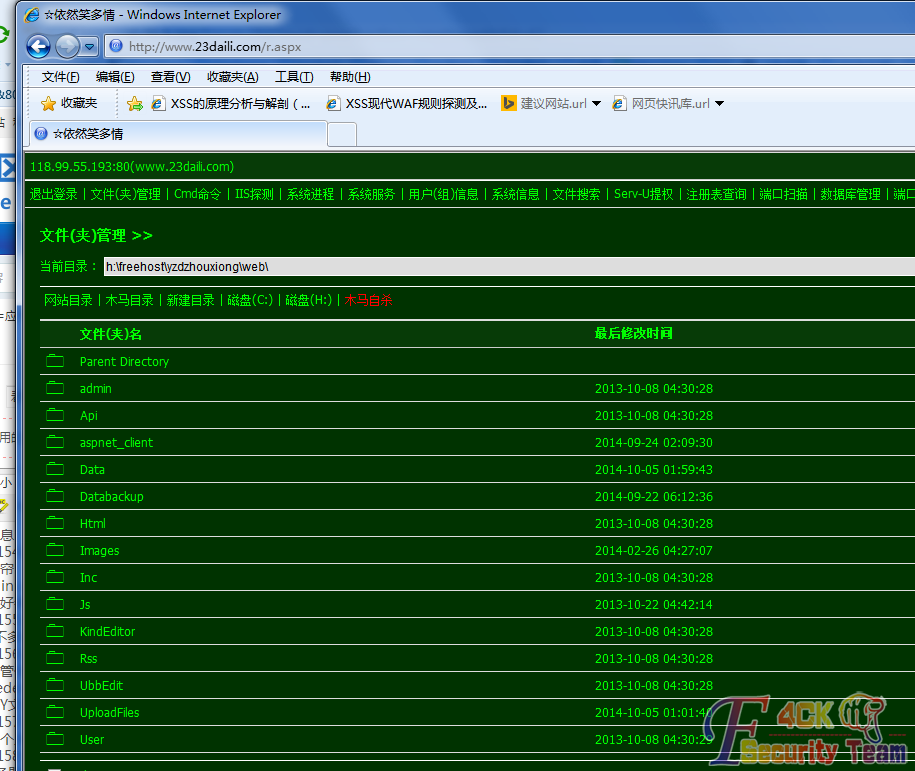 ☆依然笑多情 - Windows Internet Explorer
http://www.23daili.com/r.aspx
文件(F) 编辑(E) 查看(V) 收藏夹(A) 工具(T) 帮助(H)
收藏夹 XSS的原理分析与解剖 ( ... XSS现代WAF规则探测及... 建议网站.url 网页快讯库.url
☆依然笑多情
118.99.55.193:80(www.23daili.com)
退出登录 | 文件(夹)管理 | Cmd命令 | IIS探测 | 系统进程 | 系统服务 | 用户(组)信息 | 系统信息 | 文件搜索 | Serv-U提权 | 注册表查询 | 端口扫描 | 数据库管理 | 端口
文件(夹)管理 >>
当前目录 : h:\freehost\yzdzhouxiong\web\
网站目录 | 木马目录 | 新建目录 | 磁盘(C:) | 磁盘(H:) | 木马自杀
文件(夹)名 最后修改时间
Parent Directory
admin 2013-10-08 04:30:28
Api 2013-10-08 04:30:28
aspnet_client 2014-09-24 02:09:30
Data 2014-10-05 01:59:43
Databackup 2014-09-22 06:12:36
Html 2013-10-08 04:30:28
Images 2014-02-26 04:27:07
Inc 2013-10-08 04:30:28
Js 2013-10-22 04:42:14
KindEditor 2013-10-08 04:30:28
Rss 2013-10-08 04:30:28
UbbEdit 2013-10-08 04:30:28
UploadFiles 2014-10-05 01:01:40
User 2013-10-08 04:30:29
F4CK
Security Team